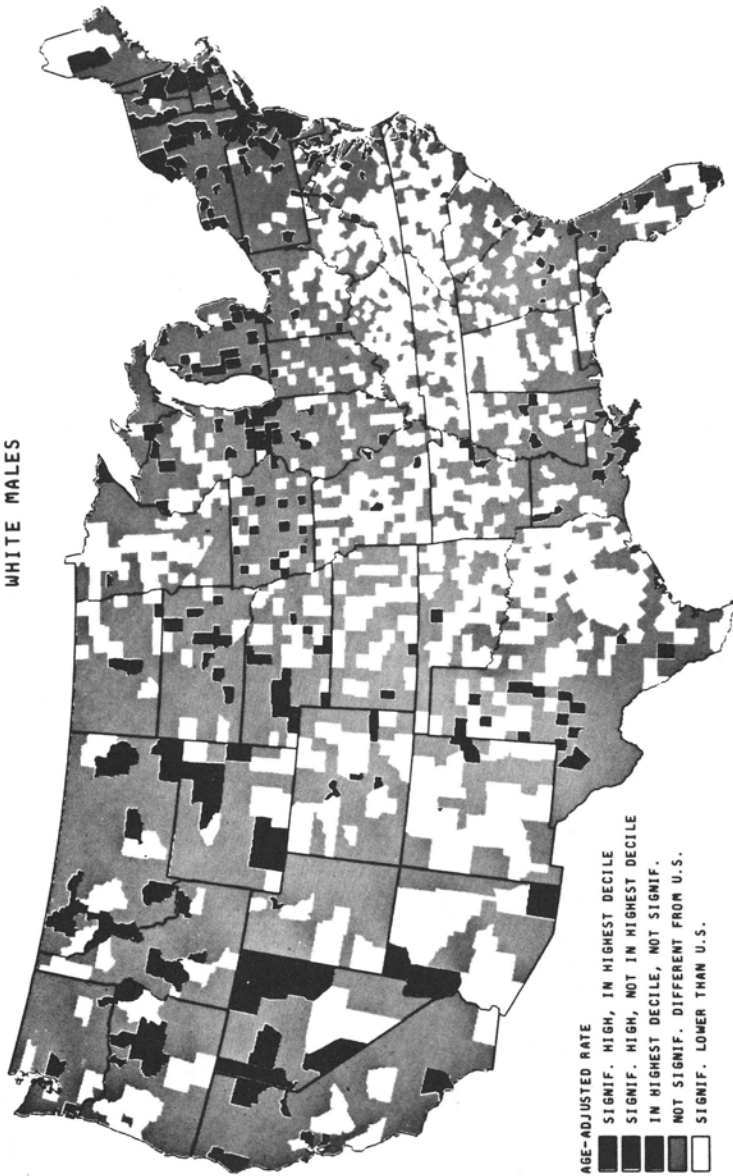 WHITE MALES
AGE-ADJUSTED RATE
SIGNIF. HIGH, IN HIGHEST DECILE
SIGNIF. HIGH, NOT IN HIGHEST DECILE
IN HIGHEST DECILE, NOT SIGNIF.
NOT SIGNIF. DIFFERENT FROM U.S.
SIGNIF. LOWER THAN U.S.